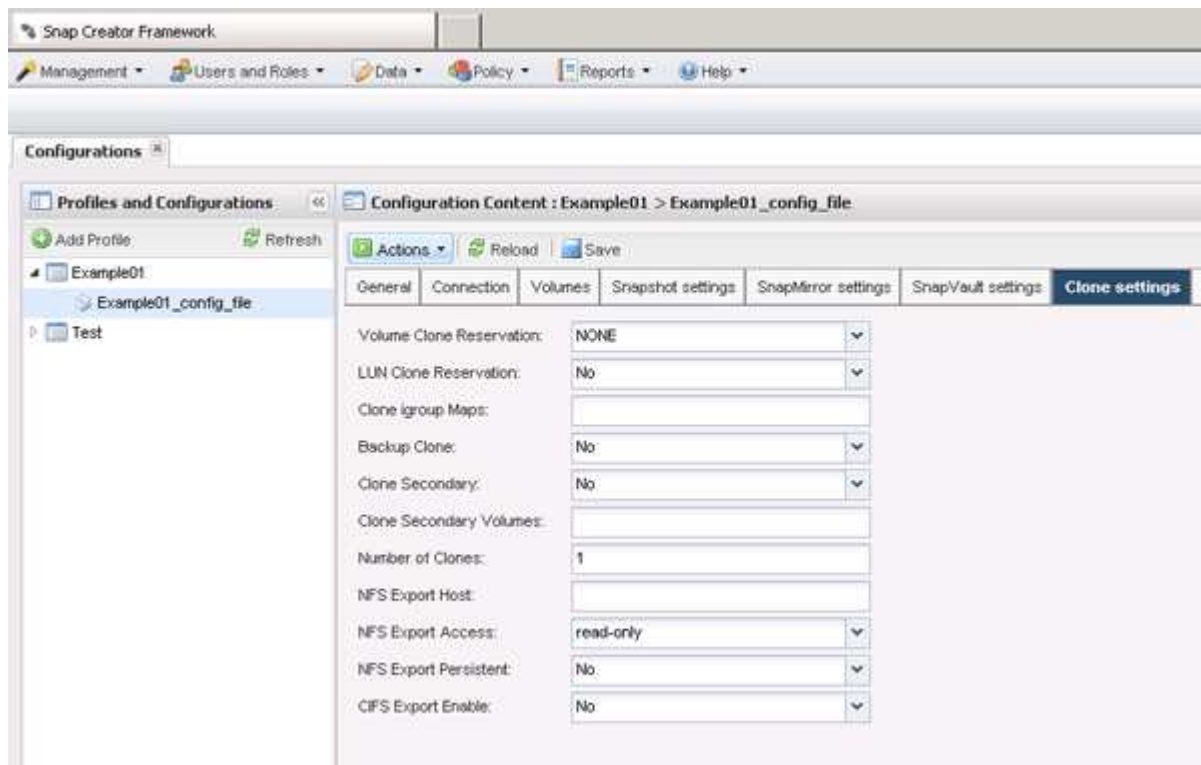 Snap Creator Framework
Management Users and Roles Data Policy Reports Help
Configurations
Profiles and Configurations
Configuration Content : Example01 > Example01_config_file
Add Profile Refresh
Actions Reload Save
Example01
Example01_config_file
Test
General Connection Volumes Snapshot settings SnapMirror settings SnapVault settings Clone settings
Volume Clone Reservation: NONE
LUN Clone Reservation: No
Clone igroup Maps:
Backup Clone: No
Clone Secondary: No
Clone Secondary Volumes:
Number of Clones: 1
NFS Export Host:
NFS Export Access: read-only
NFS Export Persistent: No
CIFS Export Enable: No